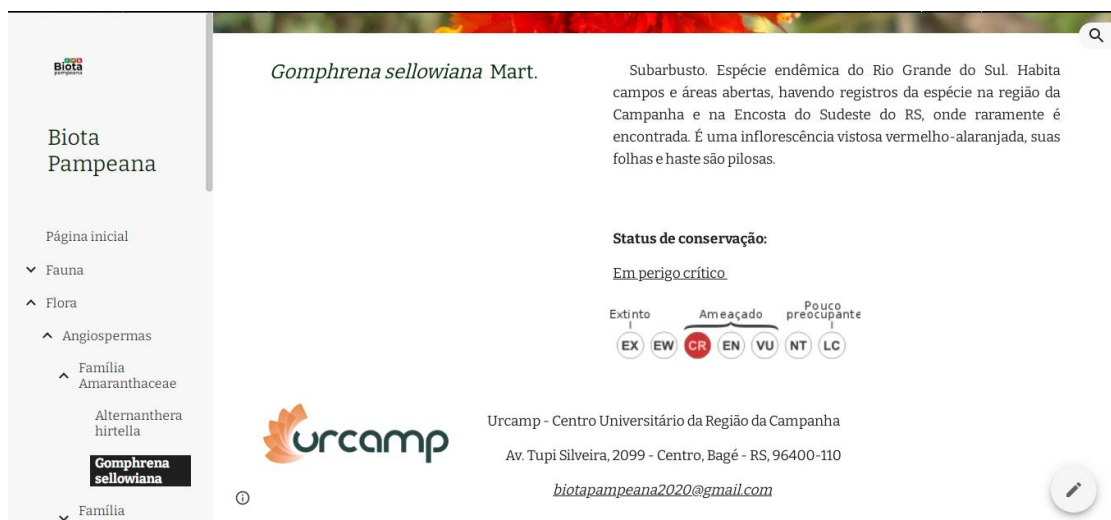 Biota
pampeana
Biota
Pampeana
Página inicial
Fauna
Flora
Angiospermas
Família
Amaranthaceae
Alternanthera
hirtella
Gomphrena
sellowiana
Família
Gomphrena sellowiana Mart.
Subarbusto. Espécie endêmica do Rio Grande do Sul. Habita
campos e áreas abertas, havendo registros da espécie na região da
Campanha e na Encosta do Sudeste do RS, onde raramente é
encontrada. É uma inflorescência vistosa vermelho-alaranjada, suas
folhas e haste são pilosas.
Status de conservação:
Em perigo crítico
Extinto Ameaçado Pouco
preocupante
EX EW CR EN VU NT LC
urcamp
Urcamp - Centro Universitário da Região da Campanha
Av. Tupi Silveira, 2099 - Centro, Bagé - RS, 96400-110
biotapampeana2020@gmail.com